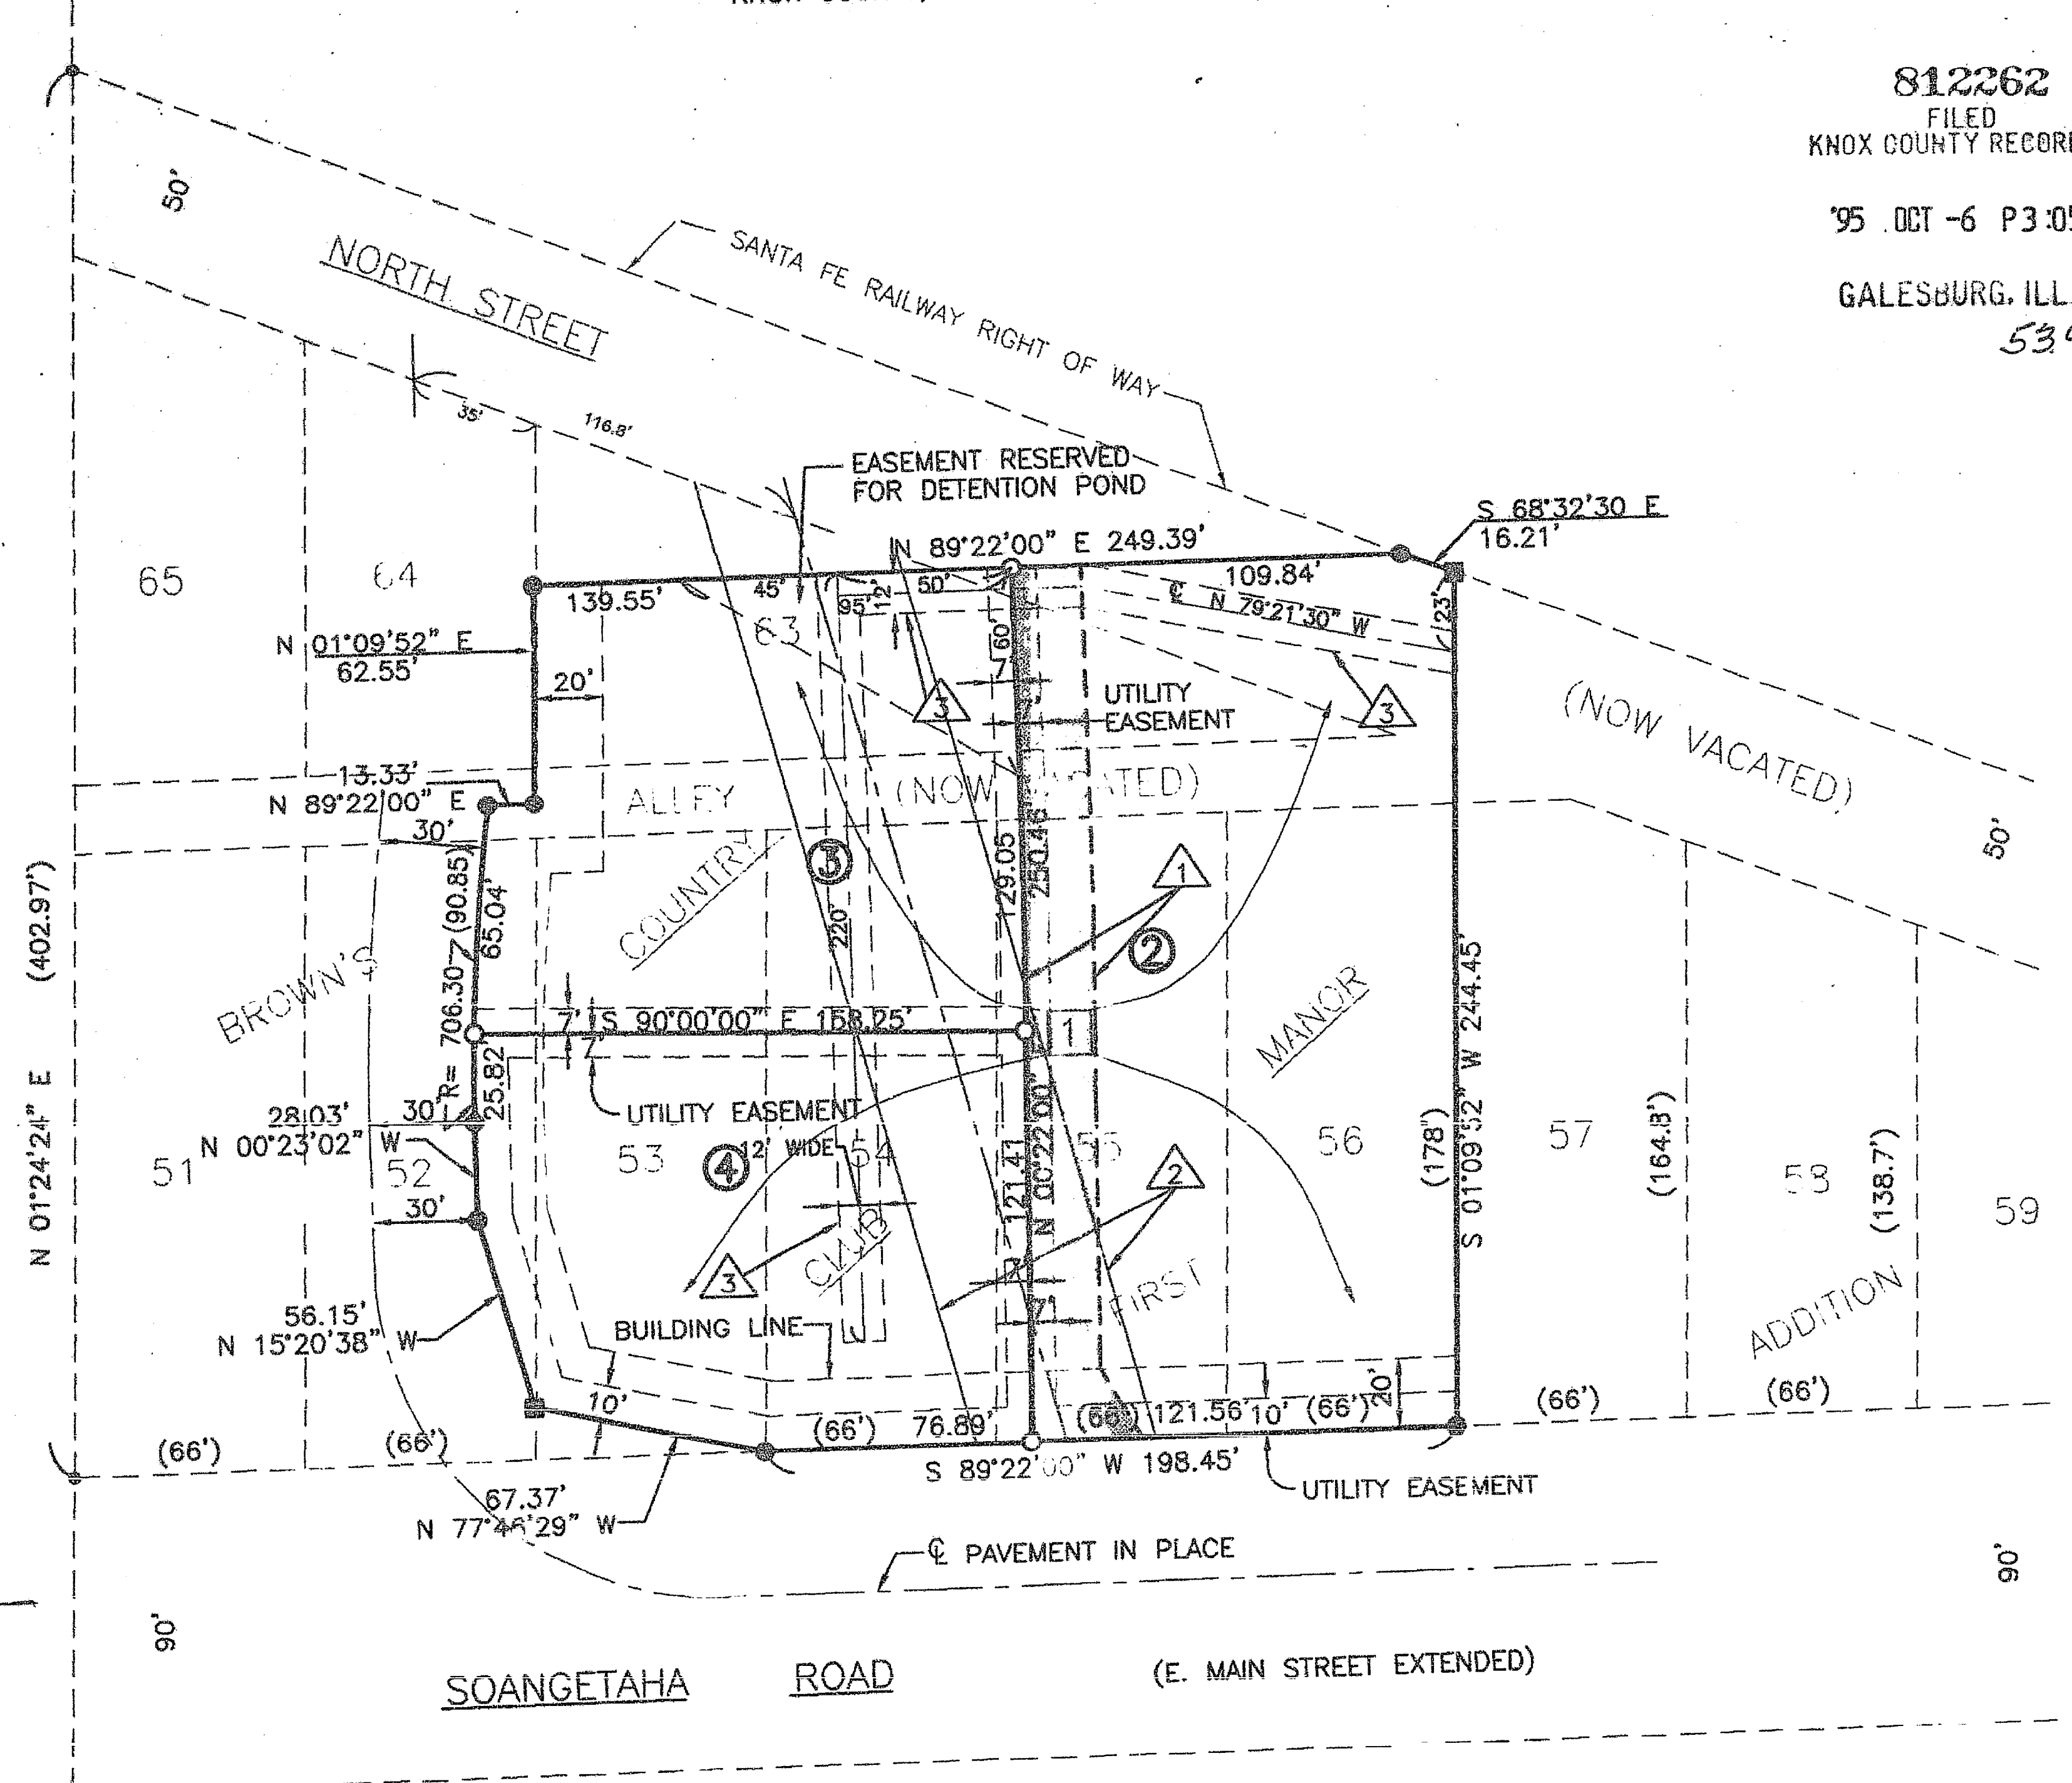 812262
FILED
KNOX COUNTY
'95 OCT -6 P3:05
GALESBURG, ILL.
50'
NORTH STREET
SANTA FE RAILWAY RIGHT OF WAY
35'
116.8'
EASEMENT RESERVED
FOR DETENTION POND
S 68°32'30 E
16.21'
N 89°22'00" E 249.39'
65
64
139.55'
45'
95'
12'
50'
109.84'
℄ N 79°21'30" W
23'
63
60'
N 01°09'52" E
62.55'
20'
7'
3
UTILITY
EASEMENT
3
(NOW VACATED)
13.33'
N 89°22'00" E
ALLEY (NOW VACATED)
30'
50'
(402.97')
N 01°24'24" E
BROWN'S
COUNTRY
3
(90.85)
65.04'
R= 706.30
220'
129.05
250.46'
1
2
MANOR
7'
S 90°00'00" E 158.25'
7'
1
25.82
28.03'
30'
N 00°23'02" W
UTILITY EASEMENT
12' WIDE
51
52
53
4
54
55
56
57
58
59
121.41
N 00°22'00"
2
(178")
S 01°09'52" W 244.45'
(164.8')
(138.7')
30'
3
CLUB
7'
7'
FIRST
ADDITION
56.15'
N 15°20'38" W
BUILDING LINE
10'
20'
(66')
(66')
(66')
76.89'
(66')
121.56'
10'
(66')
(66')
(66')
S 89°22'00" W 198.45'
UTILITY EASEMENT
67.37'
N 77°46'29" W
℄ PAVEMENT IN PLACE
90'
90'
SOANGETAHA ROAD
(E. MAIN STREET EXTENDED)